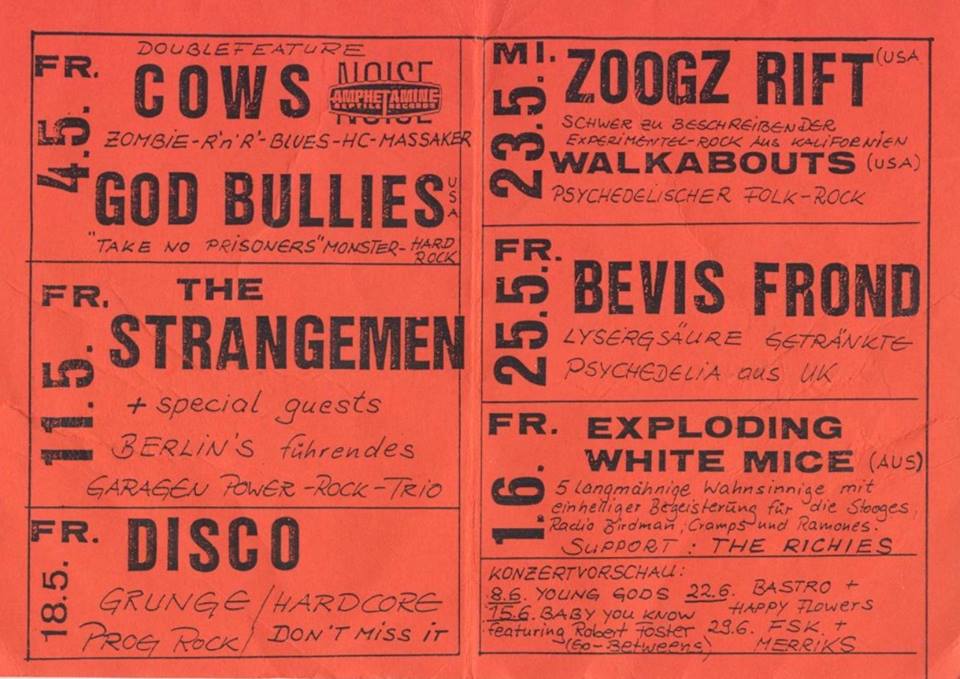 DOUBLEFEATURE
FR.
4.5.
COWS
NOISE
AMPHETAMINE
REPTILE RECORDS
NOISE
ZOMBIE-R'n'R'-BLUES-HC-MASSAKER
GOD BULLIES USA
"TAKE NO PRISONERS" MONSTER-HARD
ROCK
FR.
11.5.
THE
STRANGEMEN
+ special guests
BERLIN'S führendes
GARAGEN POWER-ROCK-TRIO
FR.
18.5.
DISCO
GRUNGE/HARDCORE
PROG ROCK/ DON'T MISS iT
MI.
23.5.
ZOOGZ RIFT (USA
SCHWER zu BESCHREIBENDER
EXPERIMENTEL-ROCK AUS KALIFORNIEN
WALKABOUTS (USA)
PSYCHEDELISCHER FOLK-ROCK
FR.
25.5.
BEVIS FROND
LYSERGSÄURE GETRÄNKTE
PSYCHEDELIA aus UK
FR.
1.6.
EXPLODING
WHITE MICE (AUS)
5 langmähnige Wahnsinnige mit
einhelliger Begeisterung für die Stooges,
Radio Birdman, Cramps und Ramones.
SUPPORT : THE RICHIES
KONZERTVORSCHAU:
8.6. YOUNG GODS
15.6. BABY YOU KNOW
featuring Robert Foster
(Go-Betweens)
22.6. BASTRO +
HAPPY FLOWERS
29.6. FSK +
MERRIKS